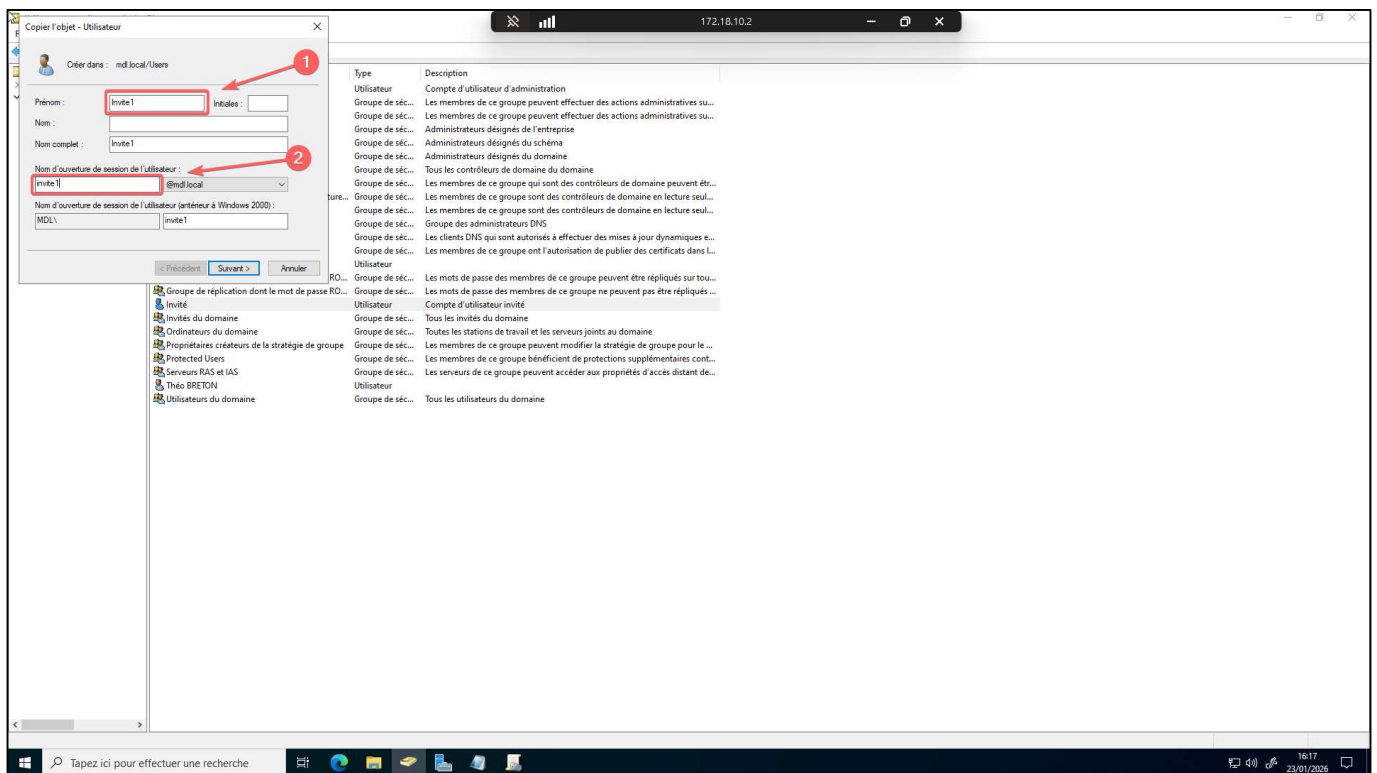 Copier l'objet - Utilisateur
172.18.10.2
Créer dans : mdl.local/Users
1
Prénom : Invite1 Initiales :
Nom :
Nom complet : Invite1
2
Nom d'ouverture de session de l'utilisateur :
invite1 @mdl.local
Nom d'ouverture de session de l'utilisateur (antérieur à Windows 2000) :
MDL\ invite1
< Précédent Suivant > Annuler
Type Description
Utilisateur Compte d'utilisateur d'administration
Groupe de séc... Les membres de ce groupe peuvent effectuer des actions administratives su...
Groupe de séc... Les membres de ce groupe peuvent effectuer des actions administratives su...
Groupe de séc... Administrateurs désignés de l'entreprise
Groupe de séc... Administrateurs désignés du schéma
Groupe de séc... Administrateurs désignés du domaine
Groupe de séc... Tous les contrôleurs de domaine du domaine
Groupe de séc... Les membres de ce groupe qui sont des contrôleurs de domaine peuvent êtr...
ture... Groupe de séc... Les membres de ce groupe sont des contrôleurs de domaine en lecture seul...
Groupe de séc... Les membres de ce groupe sont des contrôleurs de domaine en lecture seul...
Groupe de séc... Groupe des administrateurs DNS
Groupe de séc... Les clients DNS qui sont autorisés à effectuer des mises à jour dynamiques e...
Groupe de séc... Les membres de ce groupe ont l'autorisation de publier des certificats dans l...
Utilisateur
RO... Groupe de séc... Les mots de passe des membres de ce groupe peuvent être répliqués sur tou...
Groupe de réplication dont le mot de passe RO... Groupe de séc... Les mots de passe des membres de ce groupe ne peuvent pas être répliqués ...
Invité Utilisateur Compte d'utilisateur invité
Invités du domaine Groupe de séc... Tous les invités du domaine
Ordinateurs du domaine Groupe de séc... Toutes les stations de travail et les serveurs joints au domaine
Propriétaires créateurs de la stratégie de groupe Groupe de séc... Les membres de ce groupe peuvent modifier la stratégie de groupe pour le ...
Protected Users Groupe de séc... Les membres de ce groupe bénéficient de protections supplémentaires cont...
Serveurs RAS et IAS Groupe de séc... Les serveurs de ce groupe peuvent accéder aux propriétés d'accès distant de...
Théo BRETON Utilisateur
Utilisateurs du domaine Groupe de séc... Tous les utilisateurs du domaine
Tapez ici pour effectuer une recherche
16:17
23/01/2026